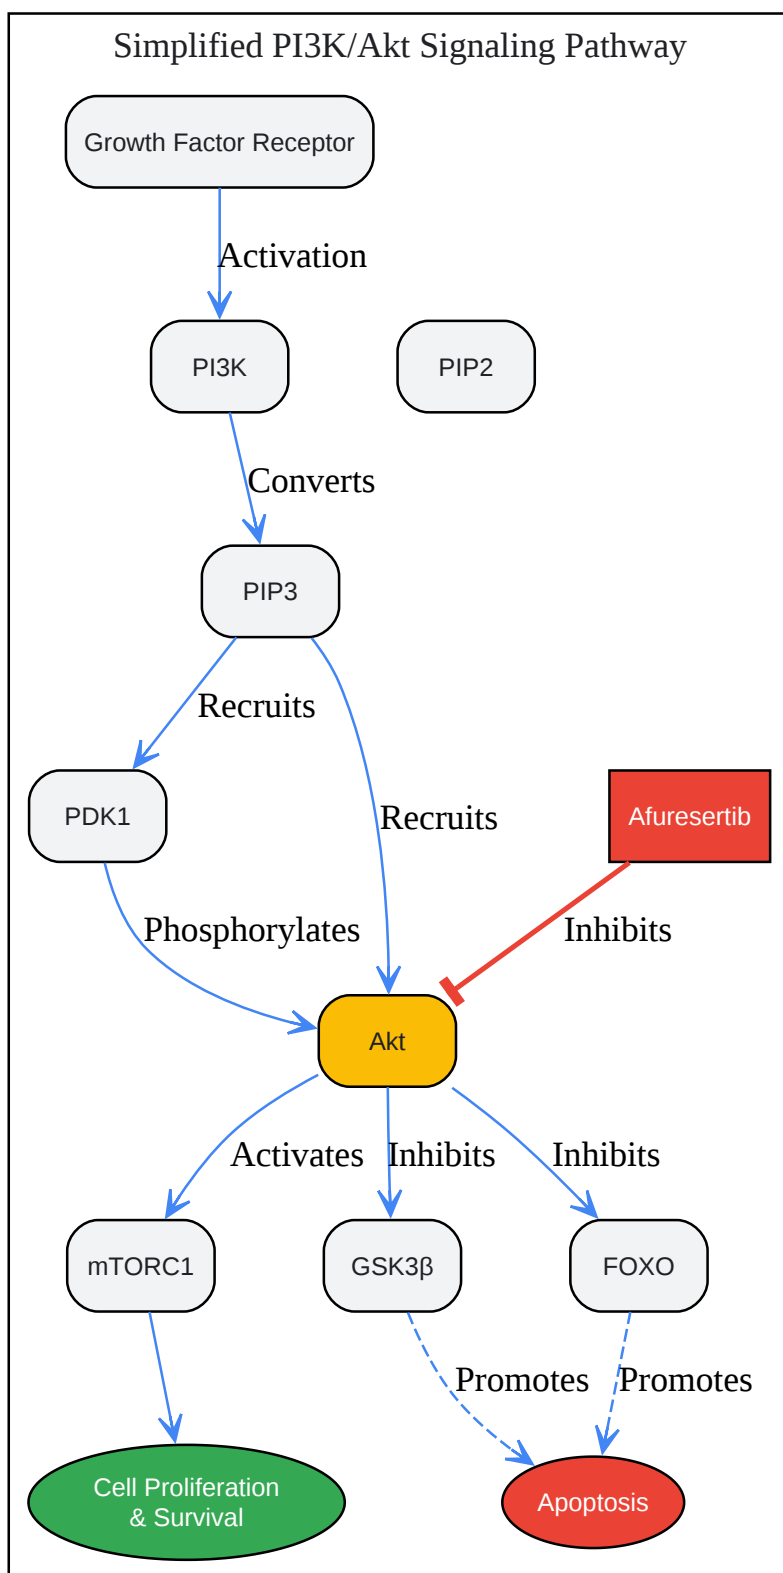 Simplified PI3K/Akt Signaling Pathway
Growth Factor Receptor
Activation
PI3K
PIP2
Converts
PIP3
Recruits
PDK1
Recruits
Afuresertib
Phosphorylates
Inhibits
Akt
Activates
Inhibits
Inhibits
mTORC1
GSK3β
FOXO
Promotes
Promotes
Cell Proliferation
& Survival
Apoptosis